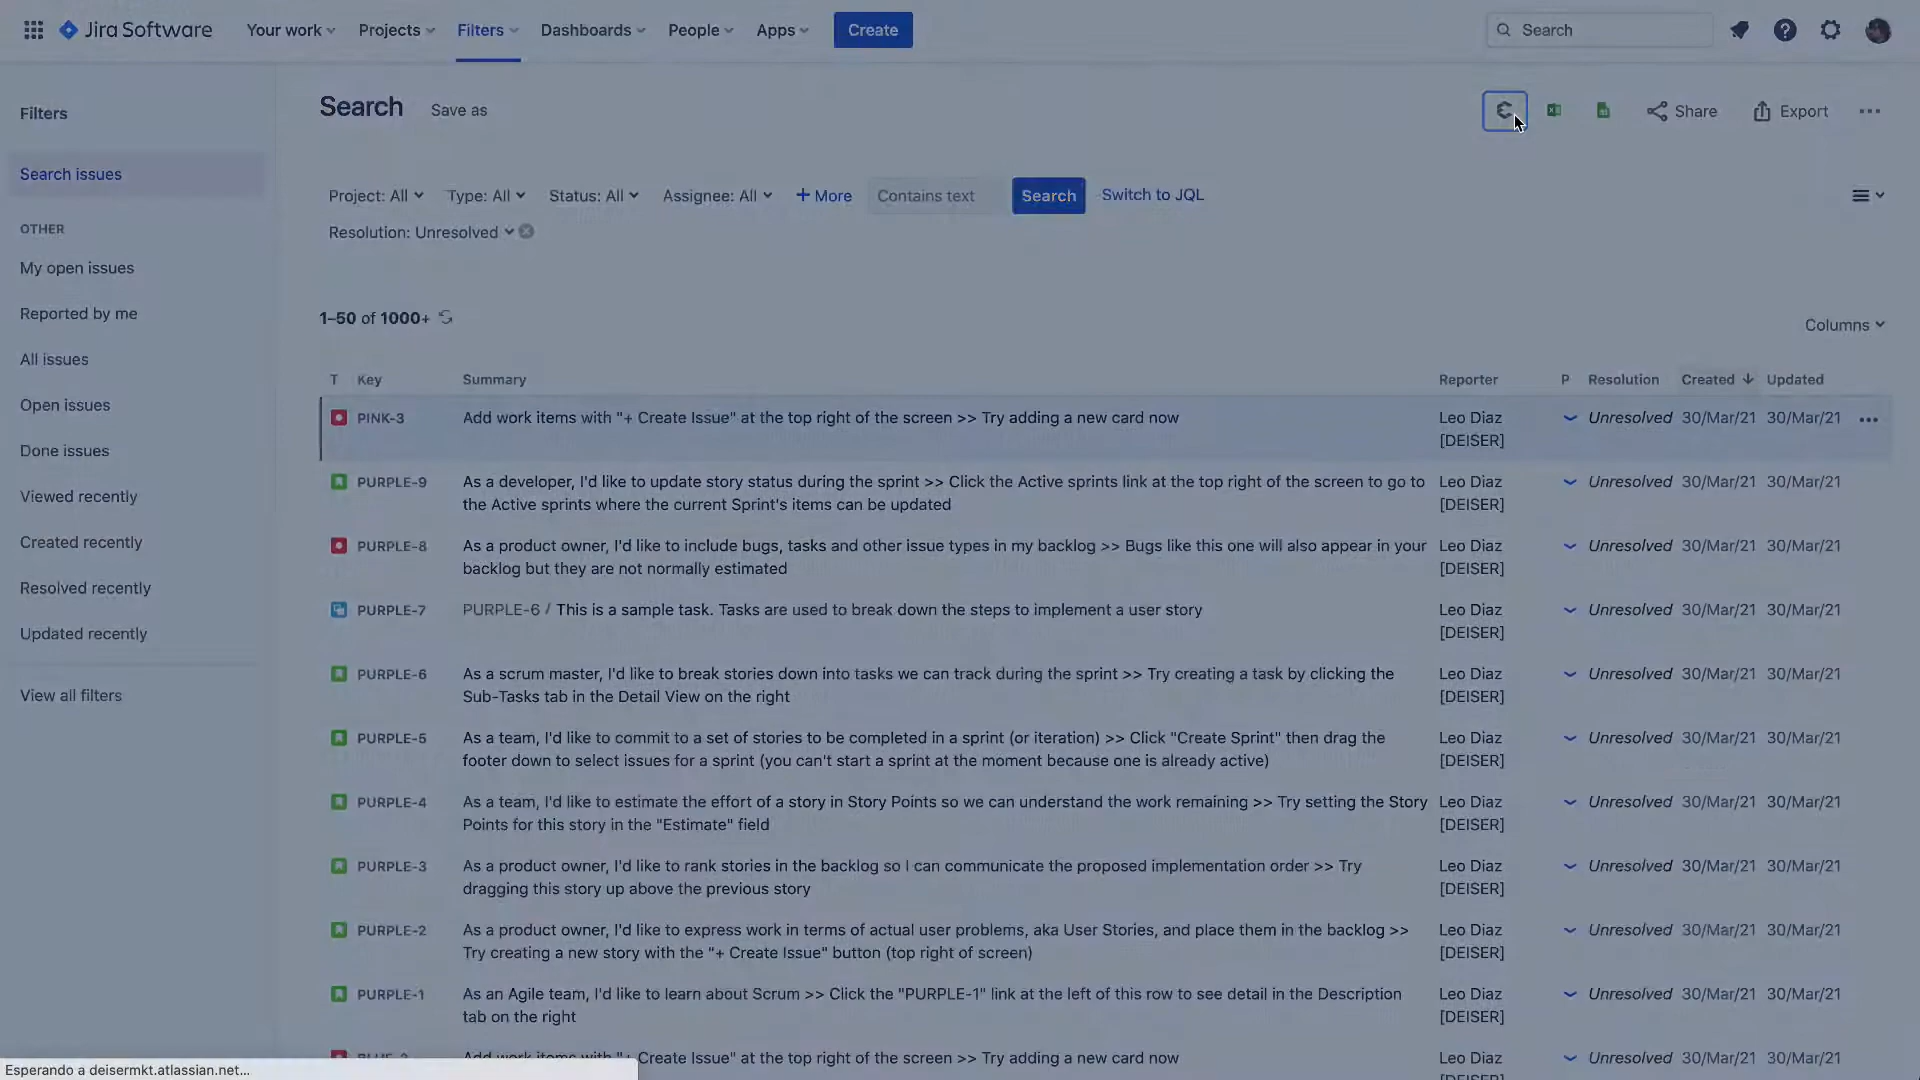 Jira Software Your work Projects Filters Dashboards People Apps Create Search
Filters
Search issues
OTHER
My open issues
Reported by me
All issues
Open issues
Done issues
Viewed recently
Created recently
Resolved recently
Updated recently
View all filters
Search Save as Share Export
Project: All Type: All Status: All Assignee: All + More Contains text Search Switch to JQL
Resolution: Unresolved
1–50 of 1000+
Columns
T Key Summary Reporter P Resolution Created Updated
PINK-3 Add work items with "+ Create Issue" at the top right of the screen >> Try adding a new card now Leo Diaz Unresolved 30/Mar/21 30/Mar/21
[DEISER]
PURPLE-9 As a developer, I'd like to update story status during the sprint >> Click the Active sprints link at the top right of the screen to go to Leo Diaz Unresolved 30/Mar/21 30/Mar/21
the Active sprints where the current Sprint's items can be updated [DEISER]
PURPLE-8 As a product owner, I'd like to include bugs, tasks and other issue types in my backlog >> Bugs like this one will also appear in your Leo Diaz Unresolved 30/Mar/21 30/Mar/21
backlog but they are not normally estimated [DEISER]
PURPLE-7 PURPLE-6 / This is a sample task. Tasks are used to break down the steps to implement a user story Leo Diaz Unresolved 30/Mar/21 30/Mar/21
[DEISER]
PURPLE-6 As a scrum master, I'd like to break stories down into tasks we can track during the sprint >> Try creating a task by clicking the Leo Diaz Unresolved 30/Mar/21 30/Mar/21
Sub-Tasks tab in the Detail View on the right [DEISER]
PURPLE-5 As a team, I'd like to commit to a set of stories to be completed in a sprint (or iteration) >> Click "Create Sprint" then drag the Leo Diaz Unresolved 30/Mar/21 30/Mar/21
footer down to select issues for a sprint (you can't start a sprint at the moment because one is already active) [DEISER]
PURPLE-4 As a team, I'd like to estimate the effort of a story in Story Points so we can understand the work remaining >> Try setting the Story Leo Diaz Unresolved 30/Mar/21 30/Mar/21
Points for this story in the "Estimate" field [DEISER]
PURPLE-3 As a product owner, I'd like to rank stories in the backlog so I can communicate the proposed implementation order >> Try Leo Diaz Unresolved 30/Mar/21 30/Mar/21
dragging this story up above the previous story [DEISER]
PURPLE-2 As a product owner, I'd like to express work in terms of actual user problems, aka User Stories, and place them in the backlog >> Leo Diaz Unresolved 30/Mar/21 30/Mar/21
Try creating a new story with the "+ Create Issue" button (top right of screen) [DEISER]
PURPLE-1 As an Agile team, I'd like to learn about Scrum >> Click the "PURPLE-1" link at the left of this row to see detail in the Description Leo Diaz Unresolved 30/Mar/21 30/Mar/21
tab on the right [DEISER]
Add work items with "+ Create Issue" at the top right of the screen >> Try adding a new card now Leo Diaz Unresolved 30/Mar/21 30/Mar/21
Esperando a deisermkt.atlassian.net...